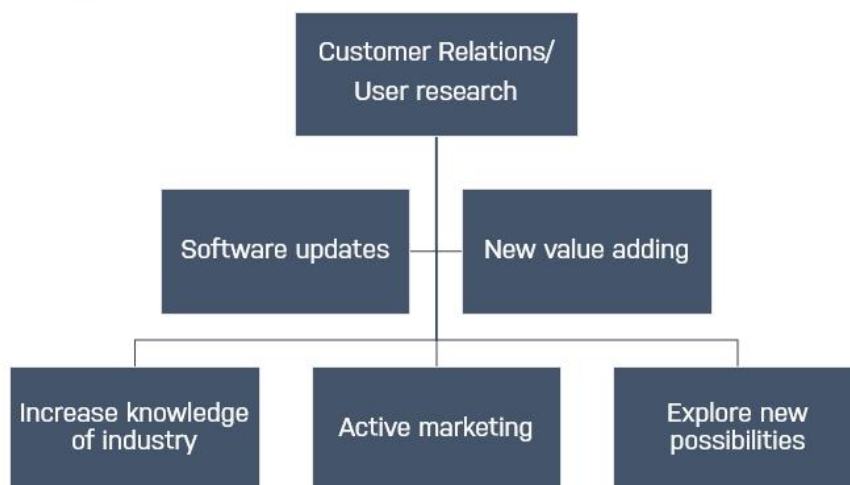 Customer Relations/
User research
Software updates
New value adding
Increase knowledge
of industry
Active marketing
Explore new
possibilities